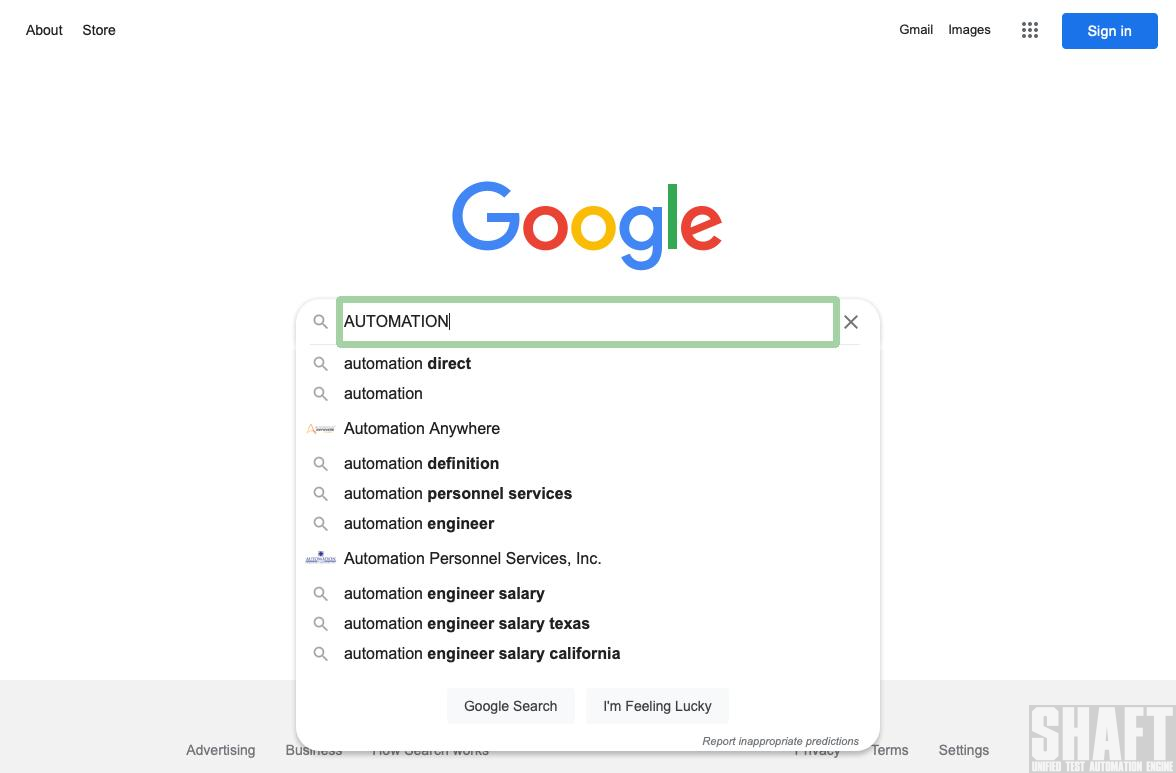 About Store
Gmail Images Sign in
Google
AUTOMATION
automation direct
automation
Automation Anywhere
automation definition
automation personnel services
automation engineer
Automation Personnel Services, Inc.
automation engineer salary
automation engineer salary texas
automation engineer salary california
Google Search I'm Feeling Lucky
Report inappropriate predictions
Advertising Business How Search works Privacy Terms Settings
SHAFT
UNIFIED TEST AUTOMATION ENGINE